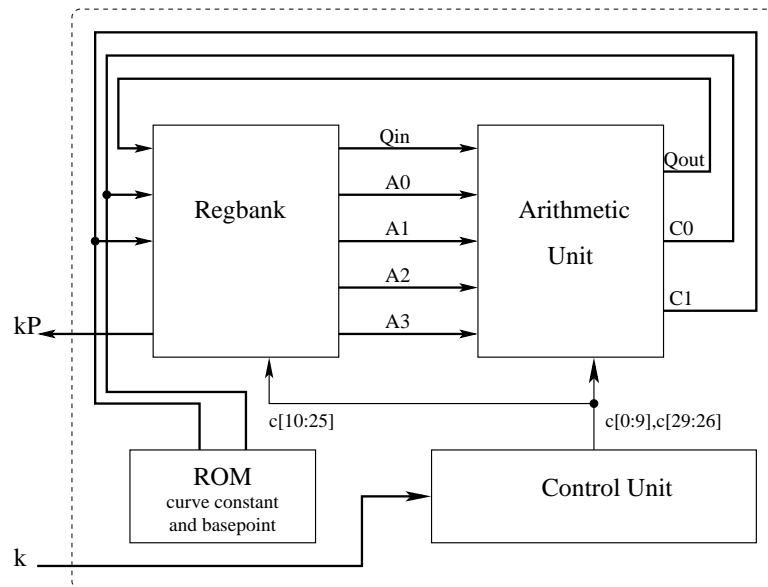 Qin
Qout
A0
Regbank
Arithmetic
Unit
A1
C0
A2
C1
kP
A3
c[10:25]
c[0:9],c[29:26]
ROM
curve constant
and basepoint
Control Unit
k